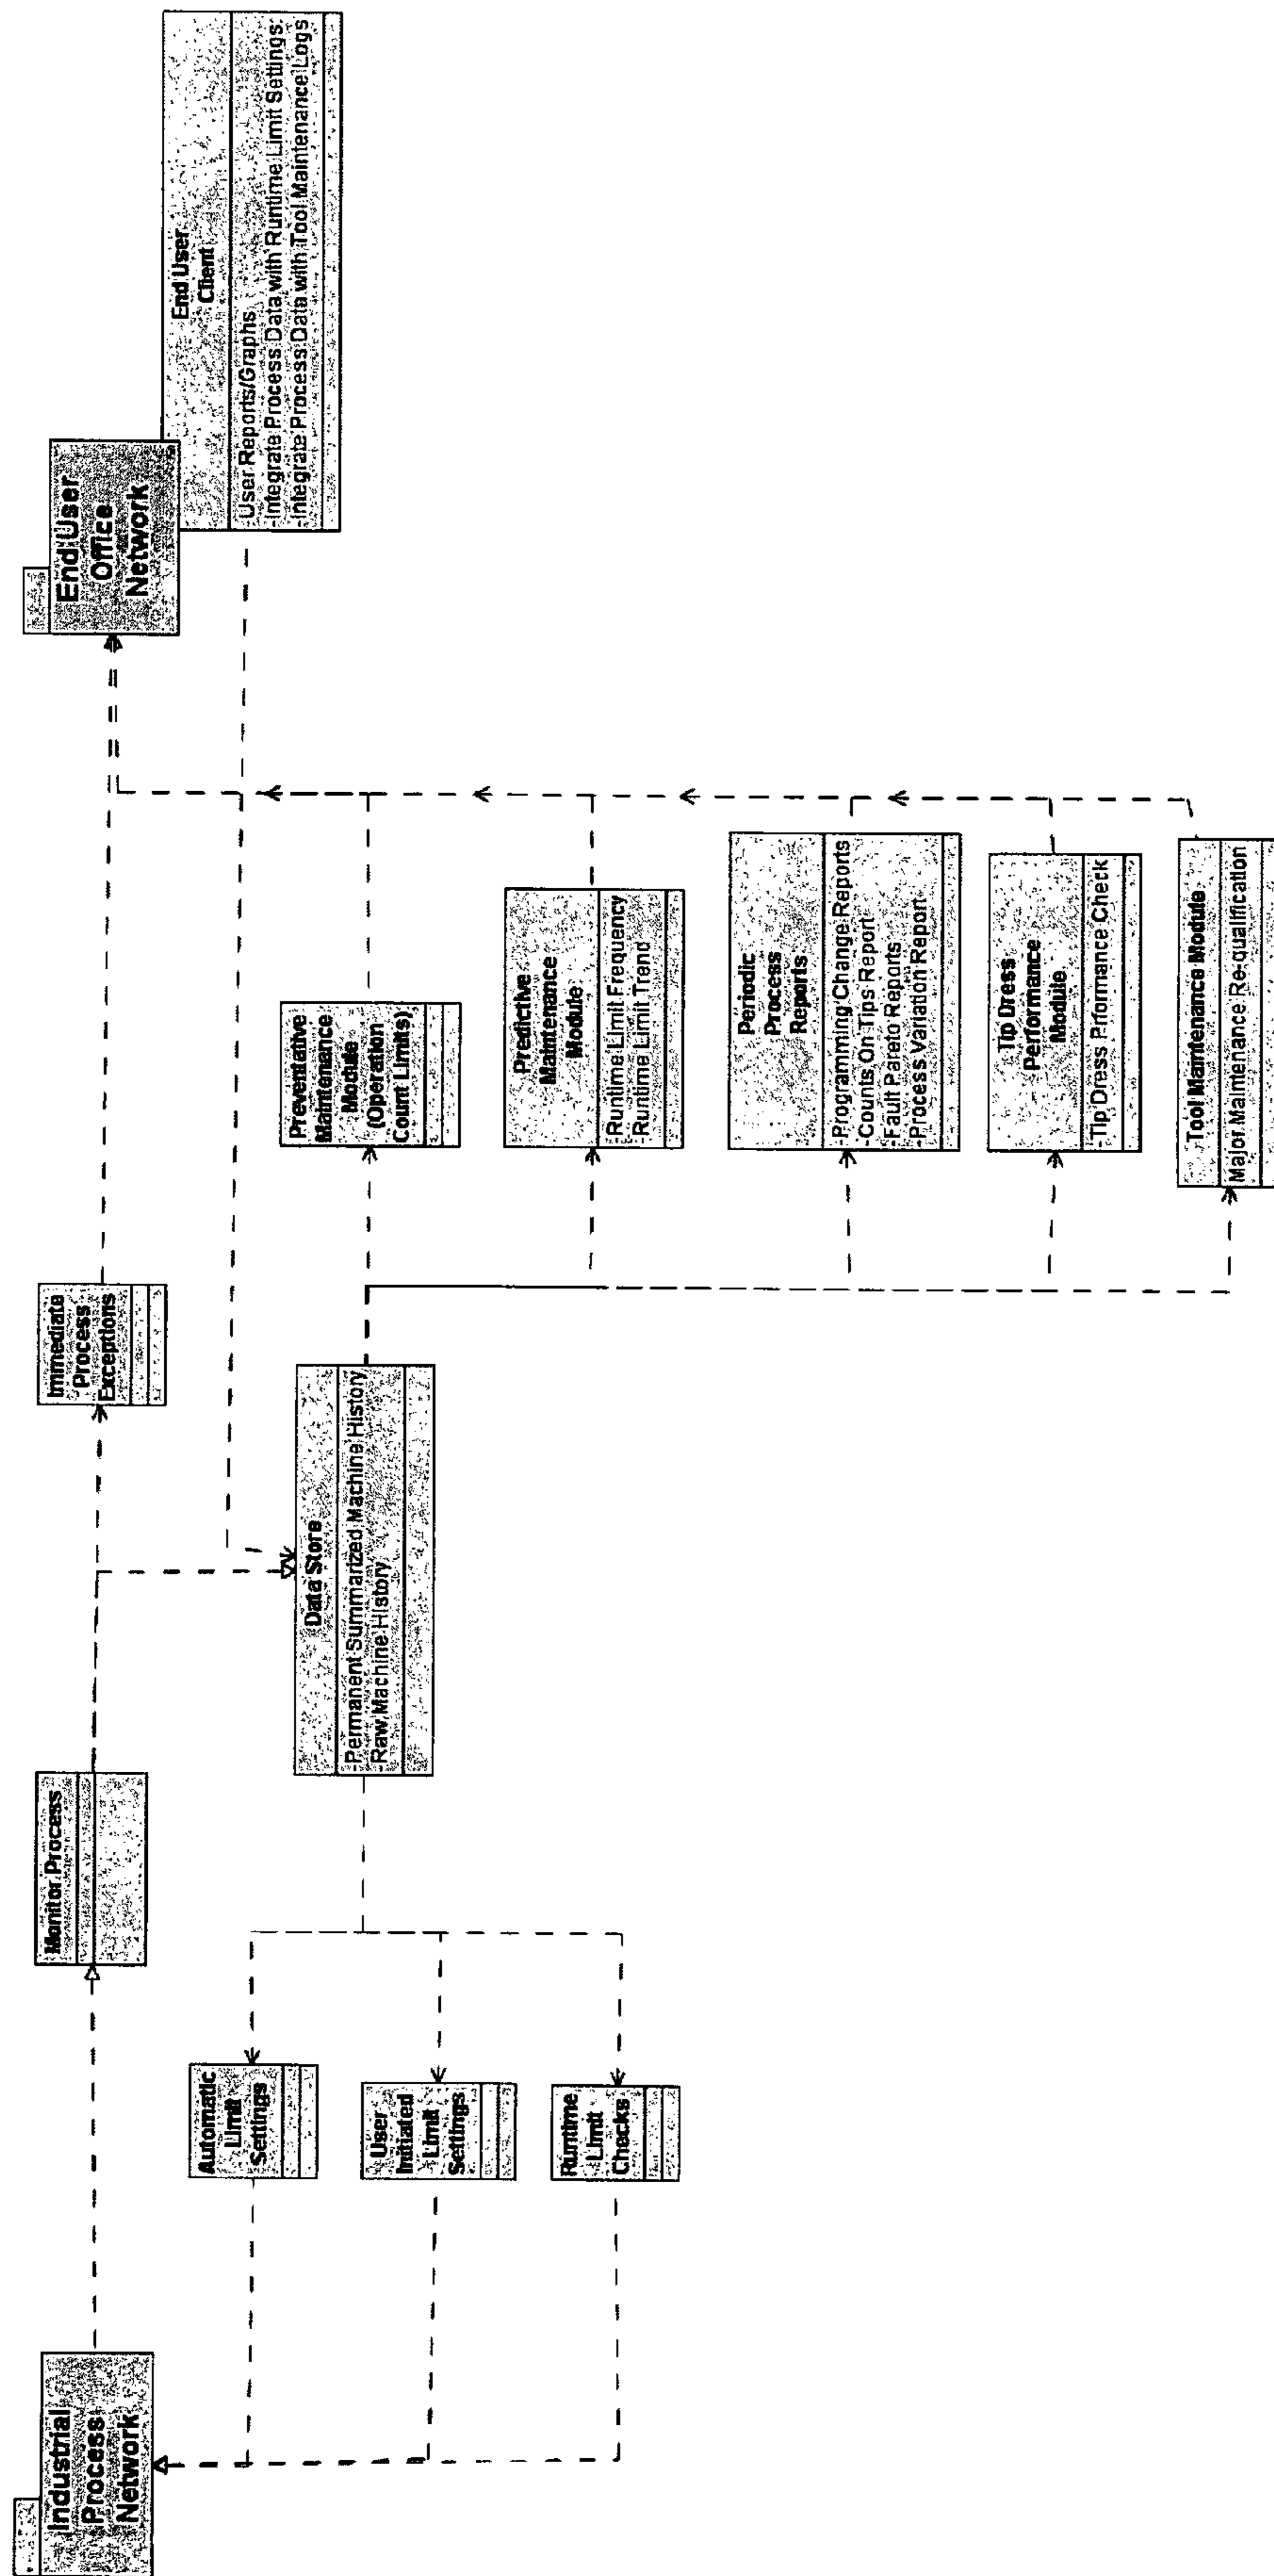 Industrial
Process
Network
Monitor Process
Immediate
Process
Exceptions
End User
Office
Network
End User
Client
-User Reports/Graphs
-Integrate Process Data with Runtime Limit Settings
-Integrate Process Data with Tool Maintenance Logs
Automatic
Limit
Settings
User
Initiated
Limit
Settings
Runtime
Limit
Checks
Data Store
-Permanent Summarized Machine History
-Raw Machine History
Preventative
Maintenance
Module
(Operation
Count Limits)
Predictive
Maintenance
Module
-Runtime Limit Frequency
-Runtime Limit Trend
Periodic
Process
Reports
-Programming Change Reports
-Counts On Tips Report
-Fault Pareto Reports
-Process Variation Report
Tip Dress
Performance
Module
-Tip Dress Prformance Check
Tool Maintenance Module
Major Maintenance Re-qualification